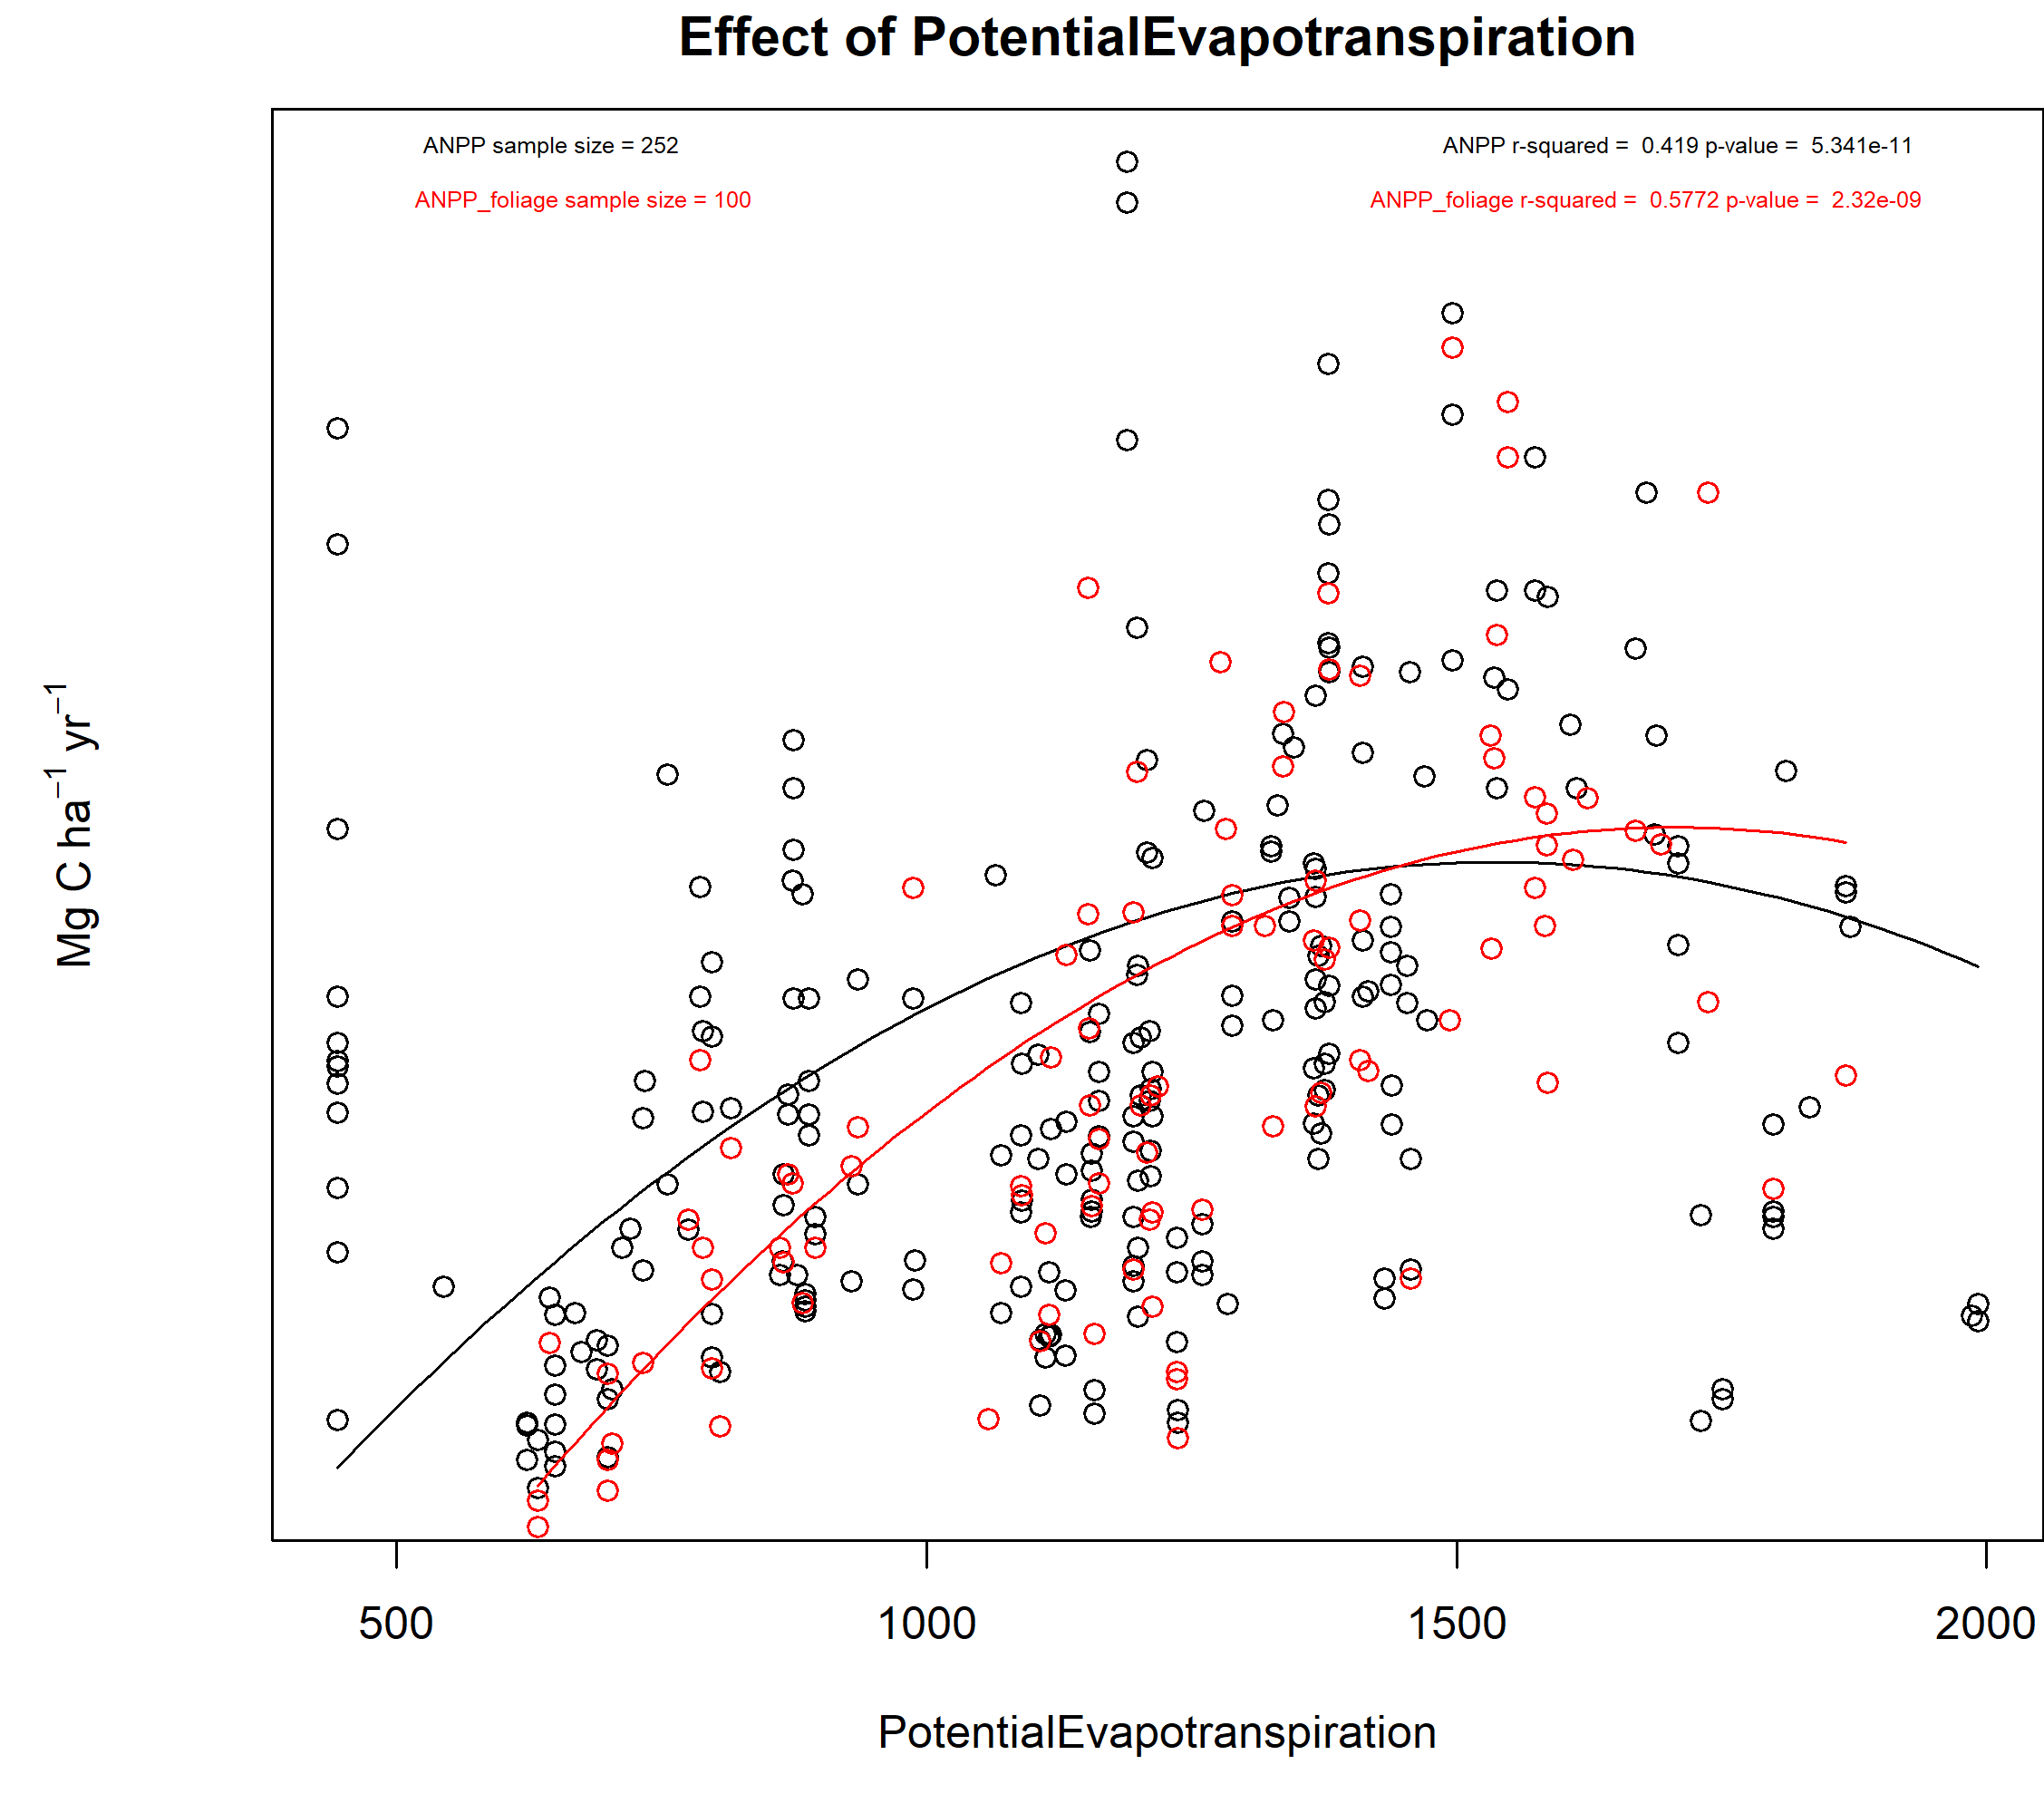 Effect of PotentialEvapotranspiration
ANPP sample size = 252
ANPP r-squared = 0.419 p-value = 5.341e-11
ANPP_foliage sample size = 100
ANPP_foliage r-squared = 0.5772 p-value = 2.32e-09
Mg C ha⁻¹ yr⁻¹
500 1000 1500 2000
PotentialEvapotranspiration